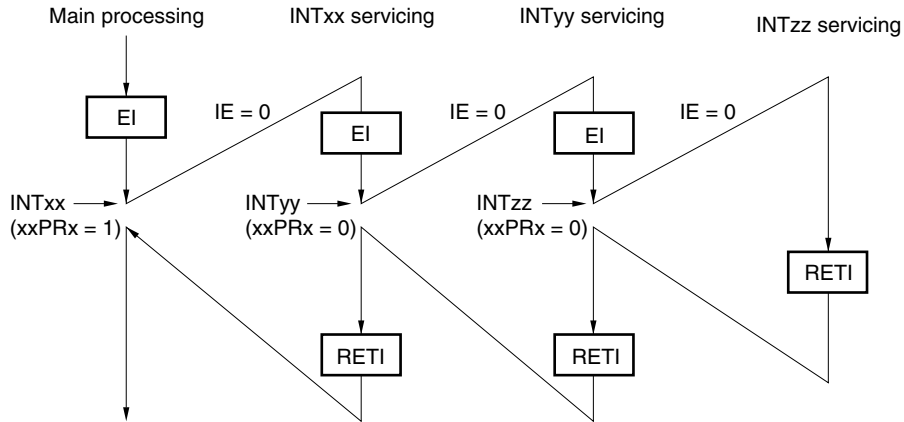 Main processing
INTxx servicing
INTyy servicing
INTzz servicing
EI
IE = 0
EI
IE = 0
EI
IE = 0
INTxx
(xxPRx = 1)
INTyy
(xxPRx = 0)
INTzz
(xxPRx = 0)
RETI
RETI
RETI